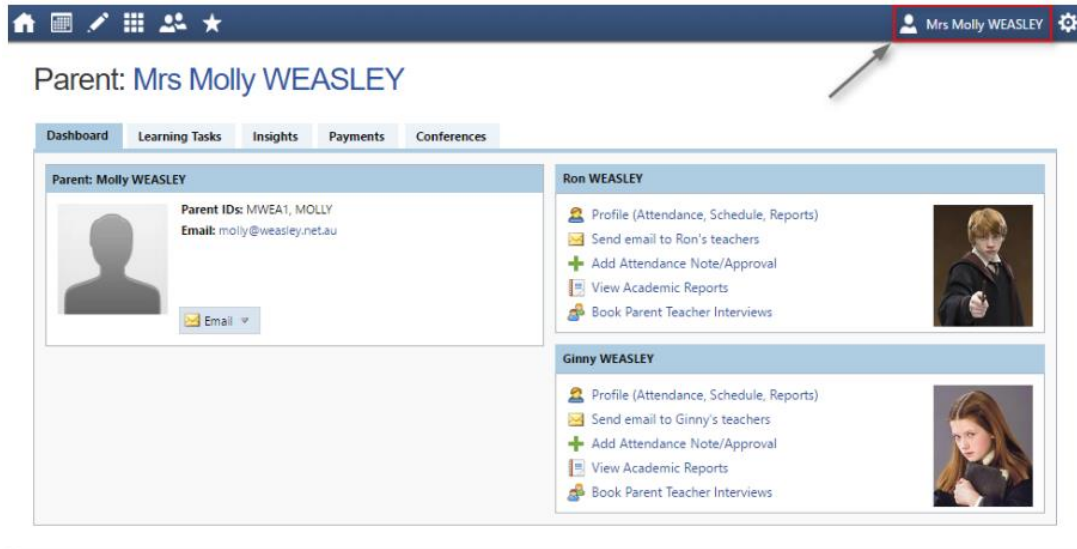 Mrs Molly WEASLEY
Parent: Mrs Molly WEASLEY
Dashboard Learning Tasks Insights Payments Conferences
Parent: Molly WEASLEY
Parent IDs: MWEA1, MOLLY
Email: molly@weasley.net.au
Email
Ron WEASLEY
Profile (Attendance, Schedule, Reports)
Send email to Ron's teachers
Add Attendance Note/Approval
View Academic Reports
Book Parent Teacher Interviews
Ginny WEASLEY
Profile (Attendance, Schedule, Reports)
Send email to Ginny's teachers
Add Attendance Note/Approval
View Academic Reports
Book Parent Teacher Interviews